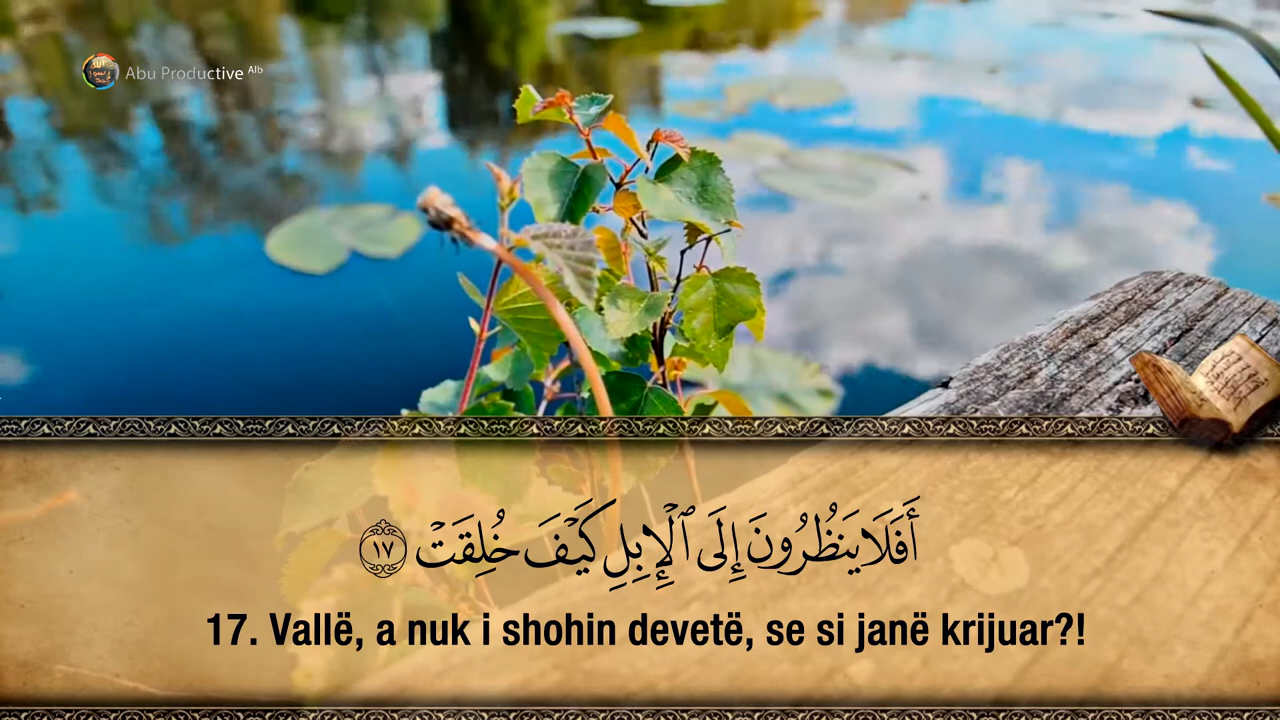 Abu Productive Alb
أَفَلَا يَنظُرُونَ إِلَى ٱلْإِبِلِ كَيْفَ خُلِقَتْ ١٧
17. Vallë, a nuk i shohin devetë, se si janë krijuar?!